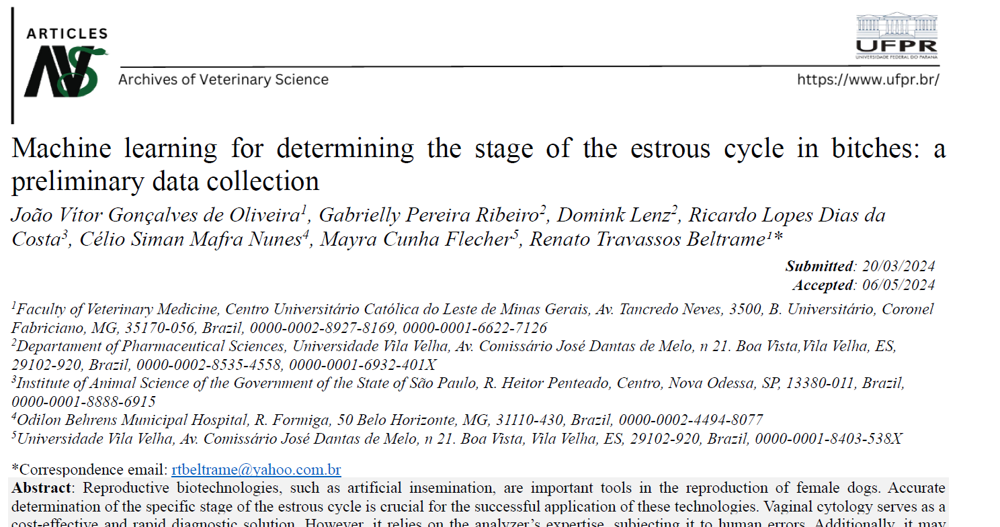 ARTICLES
AVS
UFPR
UNIVERSIDADE FEDERAL DO PARANÁ
Archives of Veterinary Science
https://www.ufpr.br/
Machine learning for determining the stage of the estrous cycle in bitches: a
preliminary data collection
João Vítor Gonçalves de Oliveira¹, Gabrielly Pereira Ribeiro², Domink Lenz², Ricardo Lopes Dias da
Costa³, Célio Siman Mafra Nunes⁴, Mayra Cunha Flecher⁵, Renato Travassos Beltrame¹*
Submitted: 20/03/2024
Accepted: 06/05/2024
¹Faculty of Veterinary Medicine, Centro Universitário Católica do Leste de Minas Gerais, Av. Tancredo Neves, 3500, B. Universitário, Coronel
Fabriciano, MG, 35170-056, Brazil, 0000-0002-8927-8169, 0000-0001-6622-7126
²Departament of Pharmaceutical Sciences, Universidade Vila Velha, Av. Comissário José Dantas de Melo, n 21. Boa Vista,Vila Velha, ES,
29102-920, Brazil, 0000-0002-8535-4558, 0000-0001-6932-401X
³Institute of Animal Science of the Government of the State of São Paulo, R. Heitor Penteado, Centro, Nova Odessa, SP, 13380-011, Brazil,
0000-0001-8888-6915
⁴Odilon Behrens Municipal Hospital, R. Formiga, 50 Belo Horizonte, MG, 31110-430, Brazil, 0000-0002-4494-8077
⁵Universidade Vila Velha, Av. Comissário José Dantas de Melo, n 21. Boa Vista, Vila Velha, ES, 29102-920, Brazil, 0000-0001-8403-538X
*Correspondence email: rtbeltrame@yahoo.com.br
Abstract: Reproductive biotechnologies, such as artificial insemination, are important tools in the reproduction of female dogs. Accurate
determination of the specific stage of the estrous cycle is crucial for the successful application of these technologies. Vaginal cytology serves as a
cost-effective and rapid diagnostic solution. However, it relies on the analyzer's expertise, subjecting it to human errors. Additionally, it may